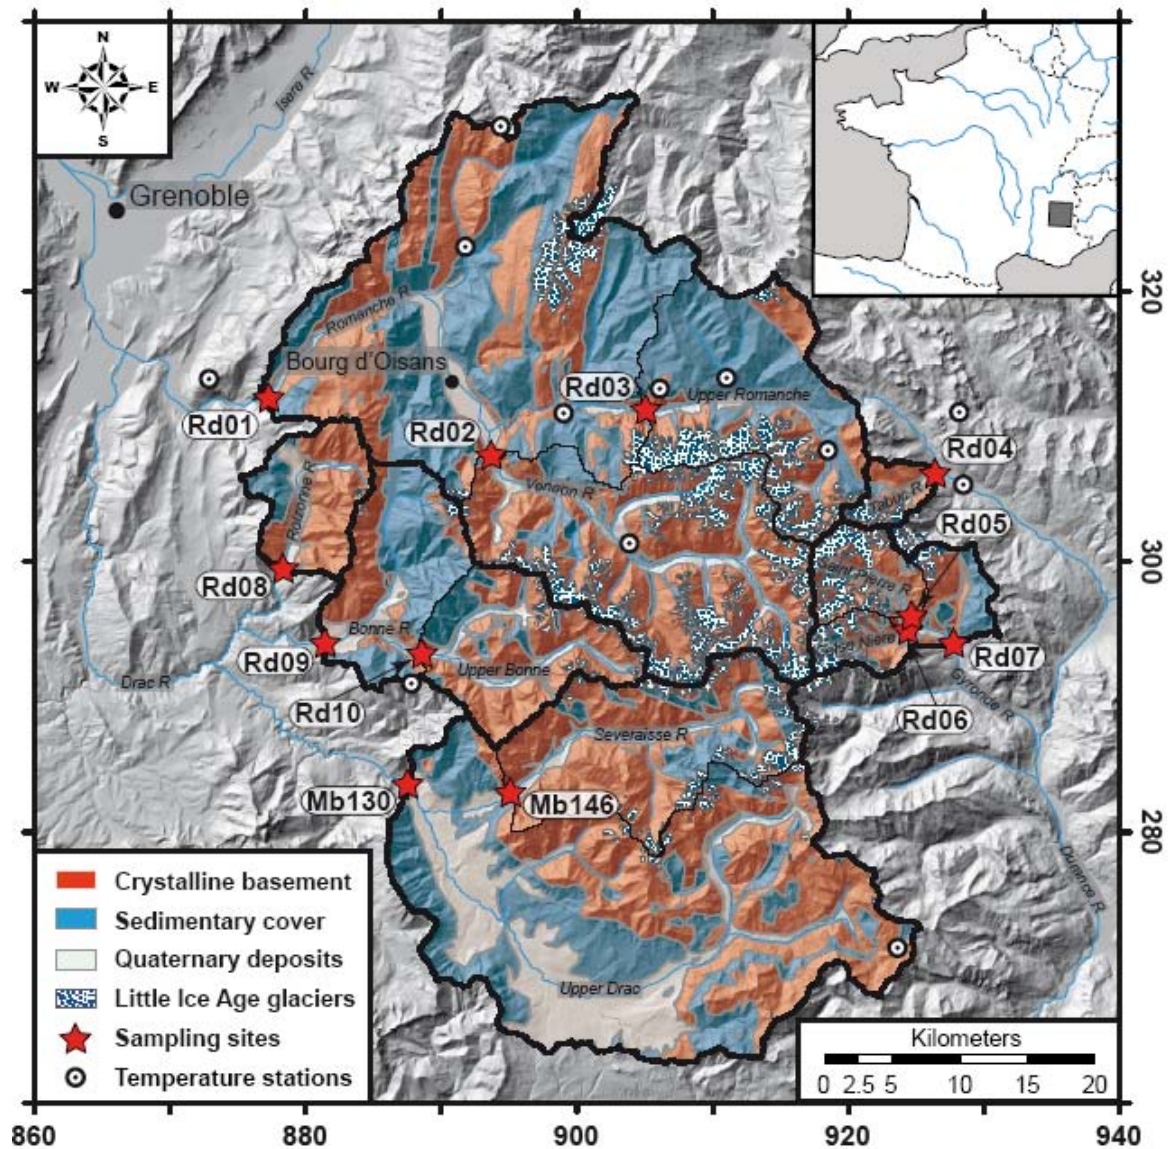 N
W E
S
Isere R
Grenoble
Romanche R
Bourg d'Oisans
Rd03
Upper Romanche
Rd01
Rd02
Rd04
Veneon R
Rd05
Roizonne R
Rd08
Bonne R
Rd09
Upper Bonne
Rd07
Drac R
Rd10
Gyronde R
Rd06
Severaisse R
Mb130
Mb146
Durance R
Upper Drac
Crystalline basement
Sedimentary cover
Quaternary deposits
Little Ice Age glaciers
Sampling sites
Temperature stations
Kilometers
0 2.5 5 10 15 20
320
300
280
860 880 900 920 940